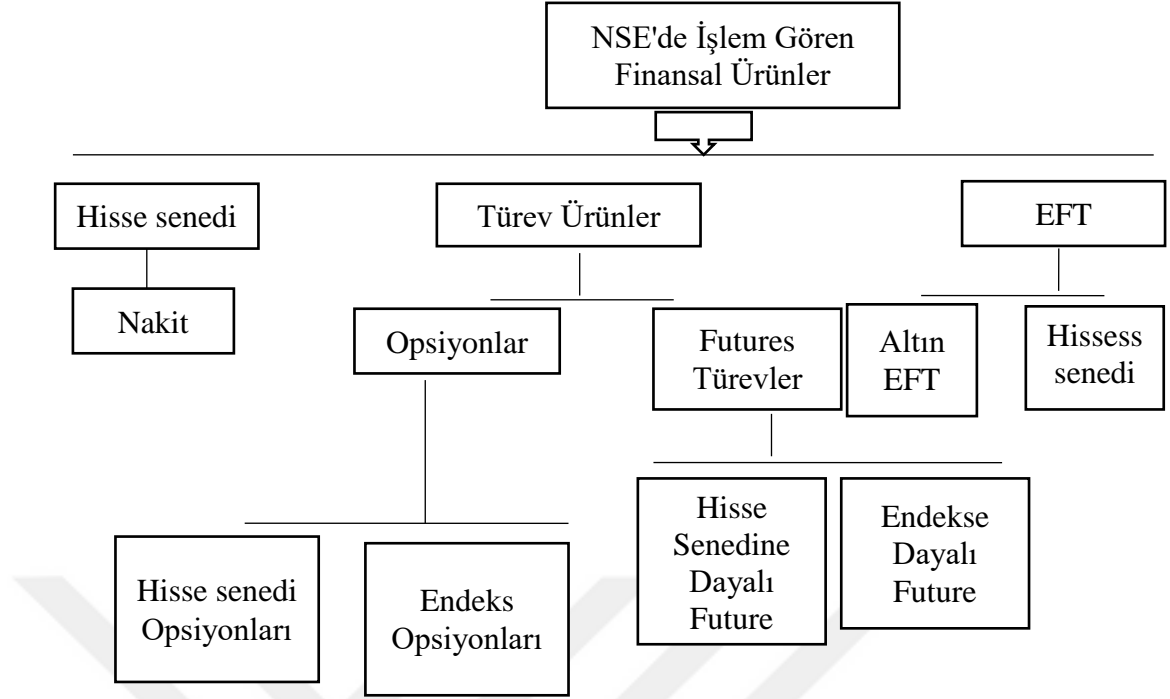 NSE'de İşlem Gören
Finansal Ürünler
Hisse senedi
Türev Ürünler
EFT
Nakit
Opsiyonlar
Futures
Türevler
Altın
EFT
Hissess
senedi
Hisse senedi
Opsiyonları
Endeks
Opsiyonları
Hisse
Senedine
Dayalı
Future
Endekse
Dayalı
Future